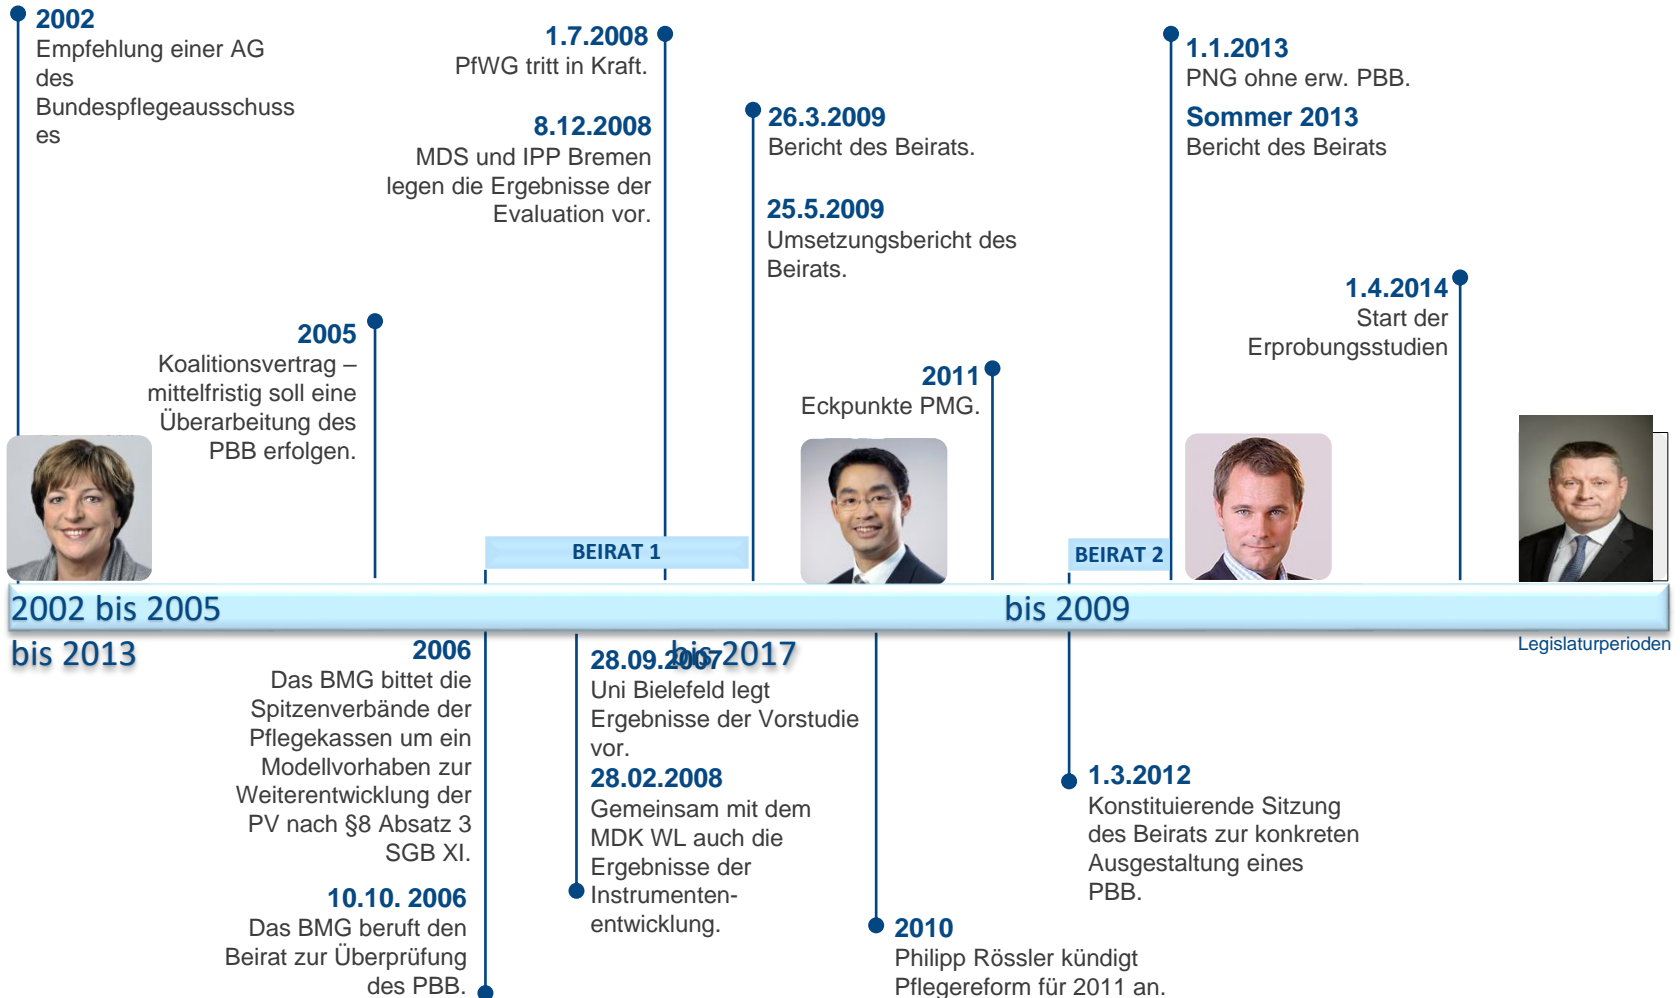 2002
Empfehlung einer AG
des
Bundespflegeausschuss
es
1.7.2008
PfWG tritt in Kraft.
8.12.2008
MDS und IPP Bremen
legen die Ergebnisse der
Evaluation vor.
26.3.2009
Bericht des Beirats.
25.5.2009
Umsetzungsbericht des
Beirats.
1.1.2013
PNG ohne erw. PBB.
Sommer 2013
Bericht des Beirats
1.4.2014
Start der
Erprobungsstudien
2005
Koalitionsvertrag –
mittelfristig soll eine
Überarbeitung des
PBB erfolgen.
2011
Eckpunkte PMG.
BEIRAT 1
BEIRAT 2
2002 bis 2005
bis 2009
bis 2013
bis 2017
Legislaturperioden
2006
Das BMG bittet die
Spitzenverbände der
Pflegekassen um ein
Modellvorhaben zur
Weiterentwicklung der
PV nach §8 Absatz 3
SGB XI.
10.10. 2006
Das BMG beruft den
Beirat zur Überprüfung
des PBB.
28.09.2007
Uni Bielefeld legt
Ergebnisse der Vorstudie
vor.
28.02.2008
Gemeinsam mit dem
MDK WL auch die
Ergebnisse der
Instrumenten-
entwicklung.
2010
Philipp Rössler kündigt
Pflegereform für 2011 an.
1.3.2012
Konstituierende Sitzung
des Beirats zur konkreten
Ausgestaltung eines
PBB.